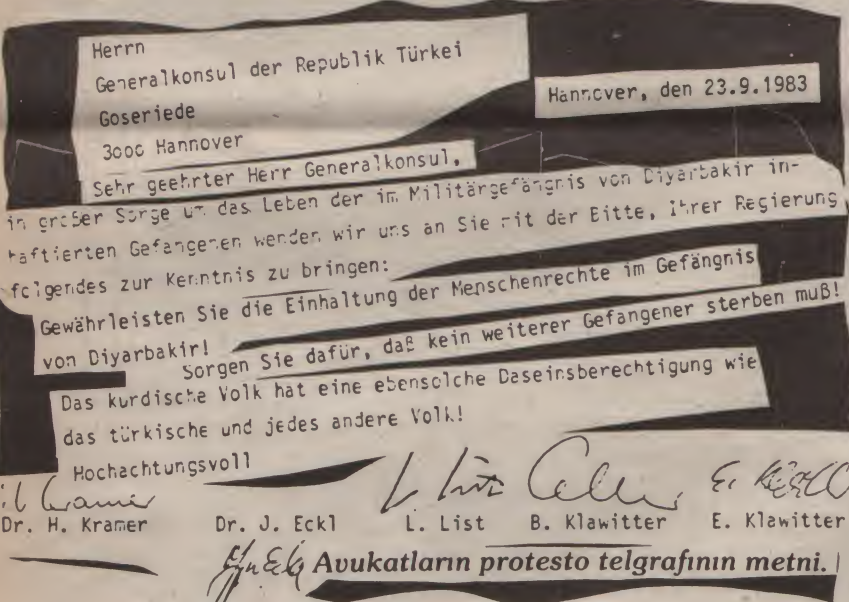 Herrn
Generalkonsul der Republik Türkei
Goseriede
3000 Hannover
Hannover, den 23.9.1983
Sehr geehrter Herr Generalkonsul,
in großer Sorge um das Leben der im Militärgefängnis von Diyarbakir in-
haftierten Gefangenen wenden wir uns an Sie mit der Bitte, Ihrer Regierung
folgendes zur Kenntnis zu bringen:
Gewährleisten Sie die Einhaltung der Menschenrechte im Gefängnis
von Diyarbakir!
Sorgen Sie dafür, daß kein weiterer Gefangener sterben muß!
Das kurdische Volk hat eine ebensolche Daseinsberechtigung wie
das türkische und jedes andere Volk!
Hochachtungsvoll
Dr. H. Kramer Dr. J. Eckl L. List B. Klawitter E. Klawitter
Avukatların protesto telgrafının metni.